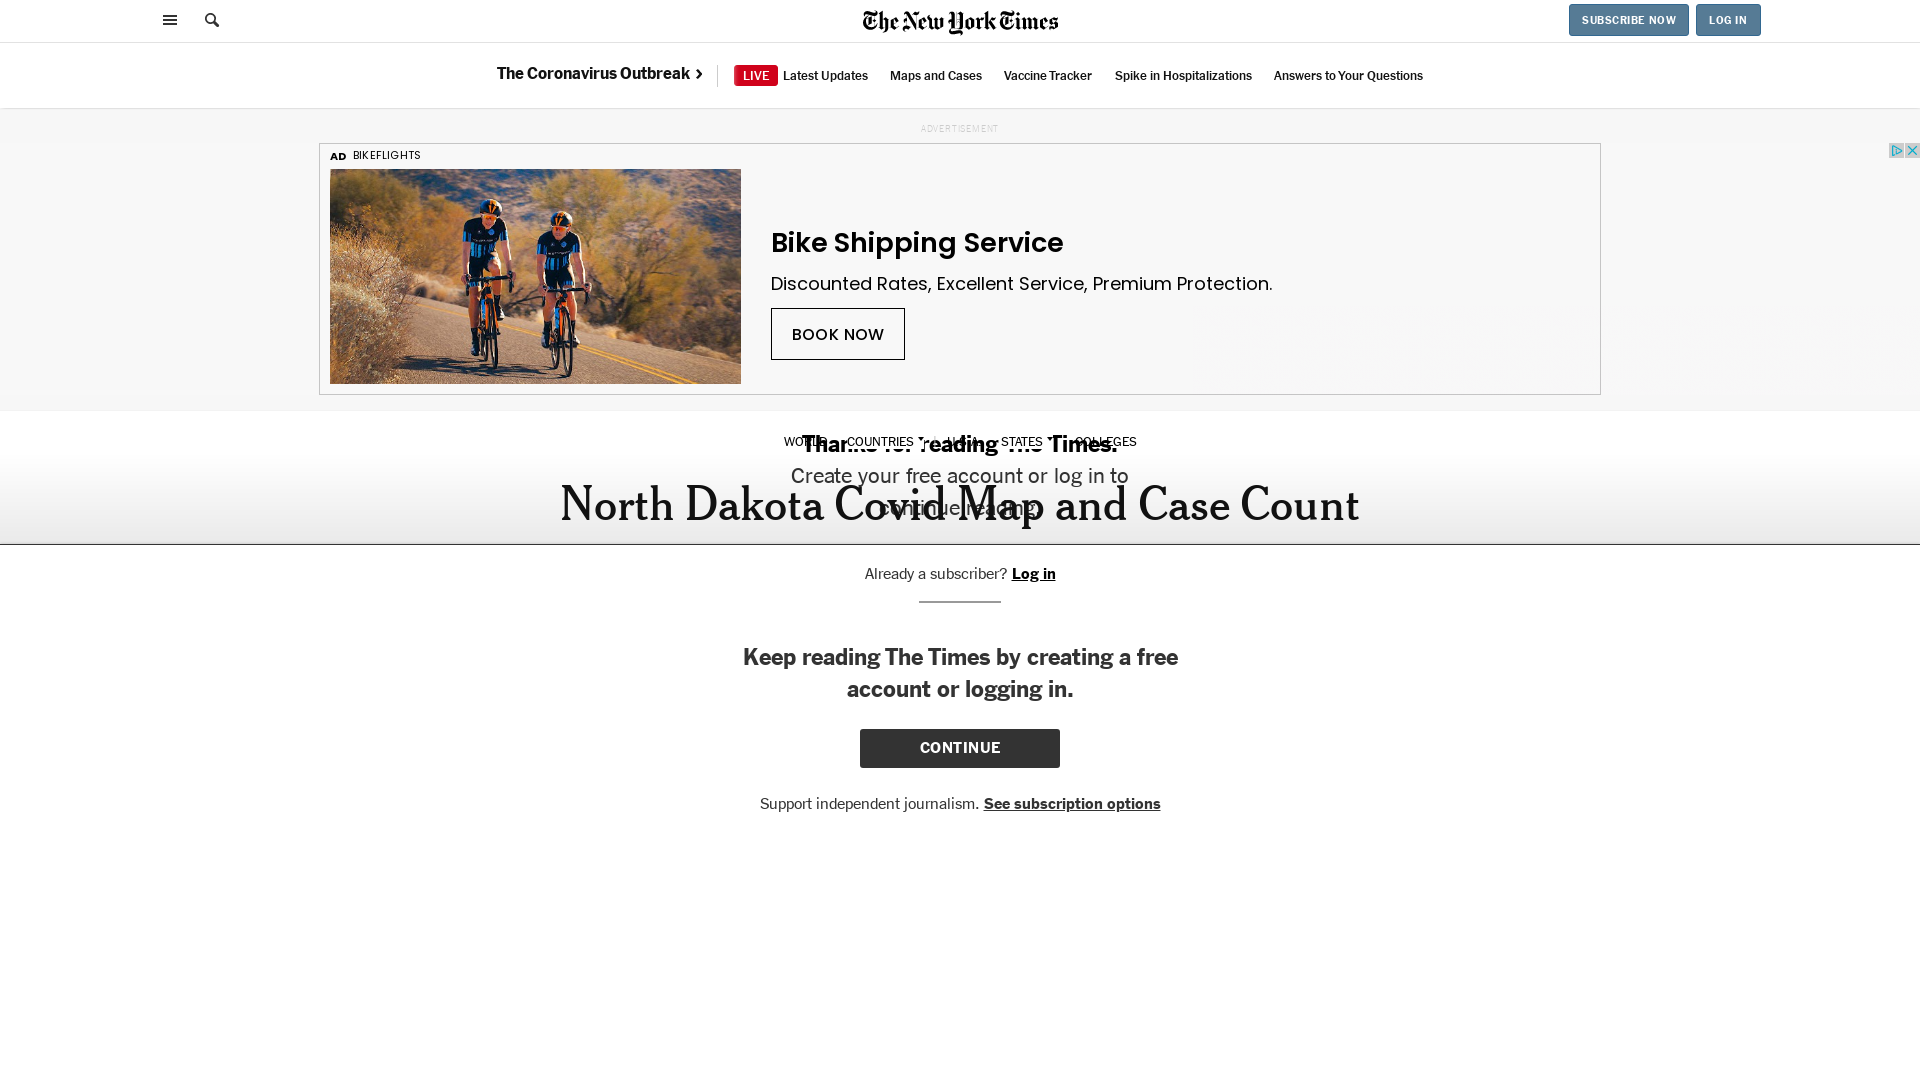 The New York Times
SUBSCRIBE NOW
LOG IN
The Coronavirus Outbreak
LIVE Latest Updates
Maps and Cases
Vaccine Tracker
Spike in Hospitalizations
Answers to Your Questions
ADVERTISEMENT
AD BIKEFLIGHTS
Bike Shipping Service
Discounted Rates, Excellent Service, Premium Protection.
BOOK NOW
WORLD COUNTRIES U.S.A. STATES COLLEGES
Thanks for reading The Times.
Create your free account or log in to
continue reading.
North Dakota Covid Map and Case Count
Already a subscriber? Log in
Keep reading The Times by creating a free
account or logging in.
CONTINUE
Support independent journalism. See subscription options